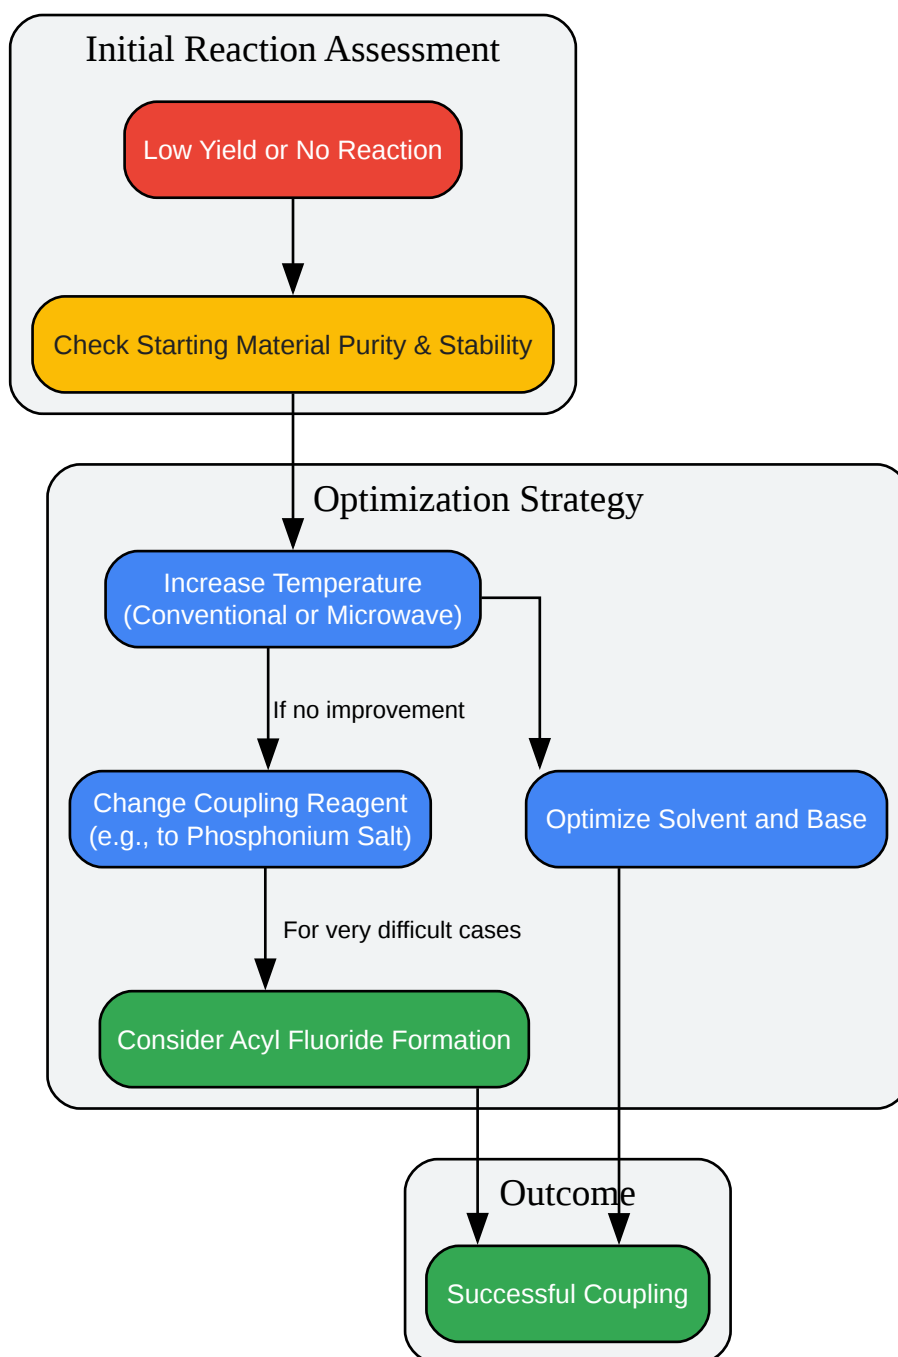 Initial Reaction Assessment
Low Yield or No Reaction
Check Starting Material Purity & Stability
Optimization Strategy
Increase Temperature
(Conventional or Microwave)
If no improvement
Change Coupling Reagent
(e.g., to Phosphonium Salt)
Optimize Solvent and Base
For very difficult cases
Consider Acyl Fluoride Formation
Outcome
Successful Coupling